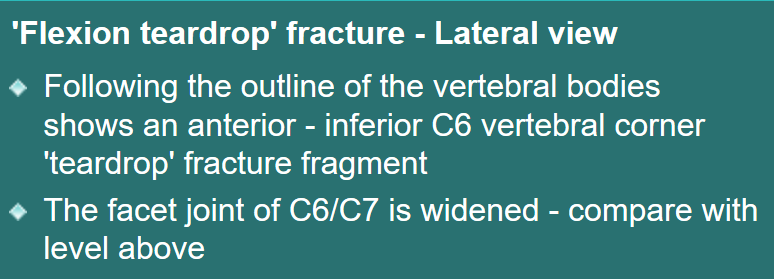 'Flexion teardrop' fracture - Lateral view
Following the outline of the vertebral bodies
shows an anterior - inferior C6 vertebral corner
'teardrop' fracture fragment
The facet joint of C6/C7 is widened - compare with
level above